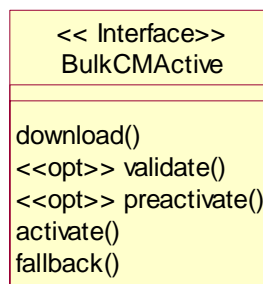 << Interface>>
BulkCMActive
download()
<<opt>> validate()
<<opt>> preactivate()
activate()
fallback()